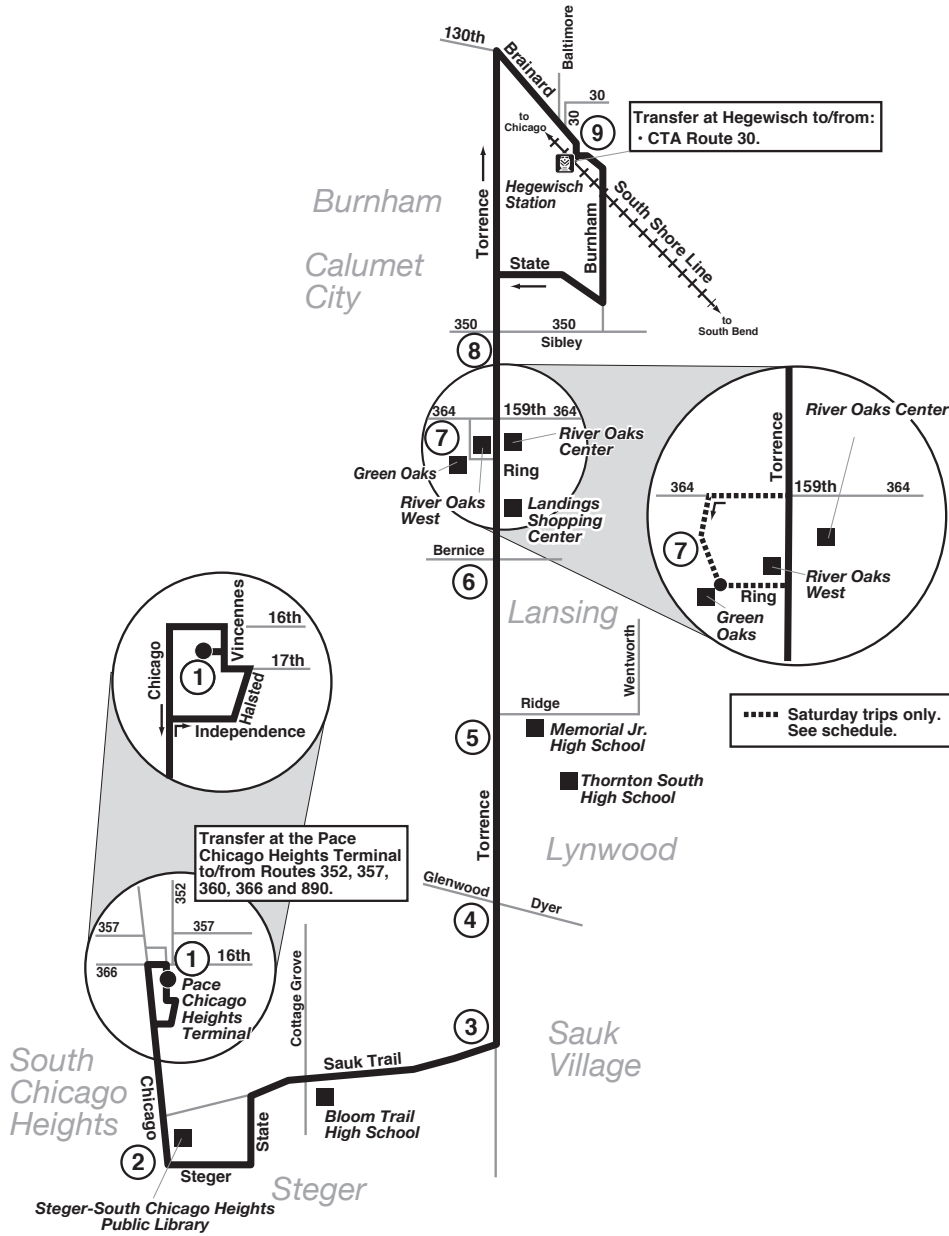 130th
Brainard
Baltimore
30
30
to
Chicago
9
Transfer at Hegewisch to/from:
· CTA Route 30.
Hegewisch
Station
South Shore Line
Burnham
Torrence
Burnham
Calumet
City
State
to
South Bend
350
350
Sibley
8
364
159th
364
7
River Oaks
Center
Green Oaks
Ring
River Oaks
West
Landings
Shopping
Center
River Oaks Center
Torrence
364
159th
364
7
River Oaks
West
Ring
Green
Oaks
Bernice
6
Lansing
Vincennes
16th
Chicago
1
17th
Halsted
Independence
Wentworth
Ridge
5
Memorial Jr.
High School
Saturday trips only.
See schedule.
Thornton South
High School
Torrence
Lynwood
Transfer at the Pace
Chicago Heights Terminal
to/from Routes 352, 357,
360, 366 and 890.
Glenwood
Dyer
4
352
357
357
1
16th
366
Pace
Chicago
Heights
Terminal
Cottage Grove
3
Sauk
Village
South
Chicago
Heights
Sauk Trail
Chicago
State
Bloom Trail
High School
2
Steger
Steger
Steger-South Chicago Heights
Public Library